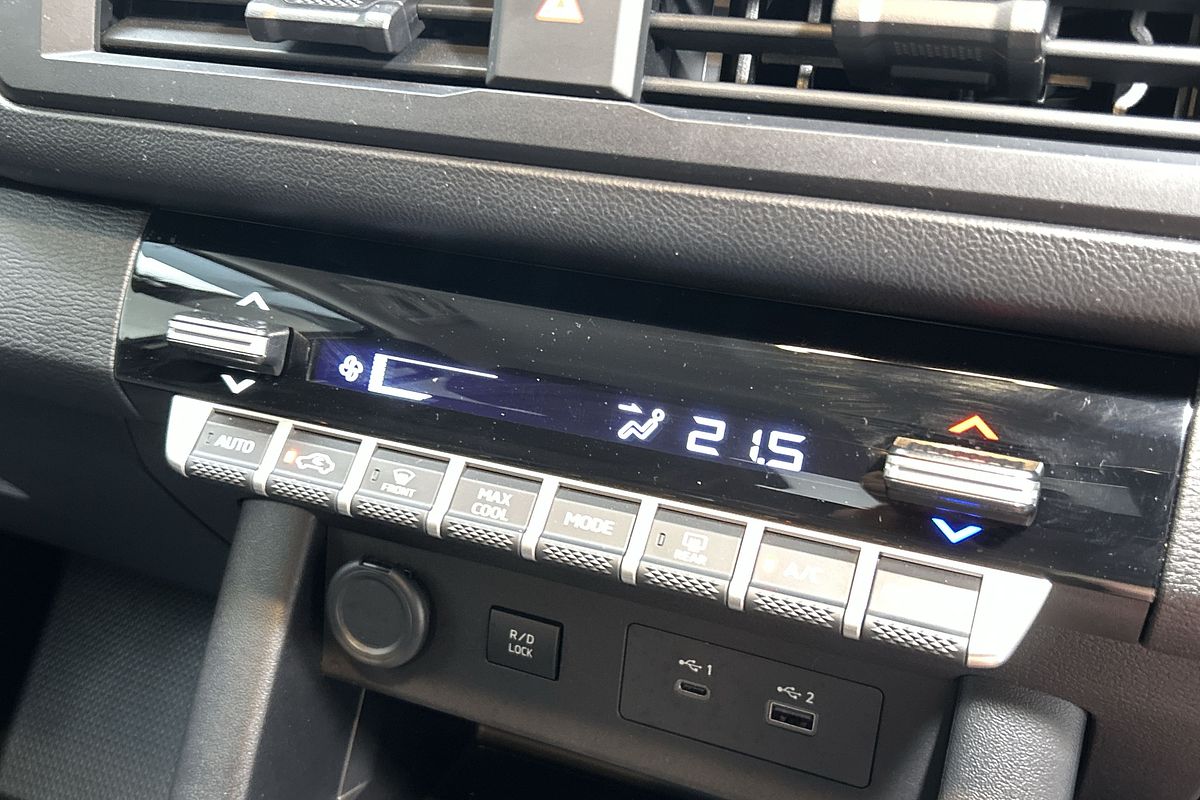 21.5
AUTO
FRONT
MAX
COOL
MODE
REAR
A/C
R/D
LOCK
1
2